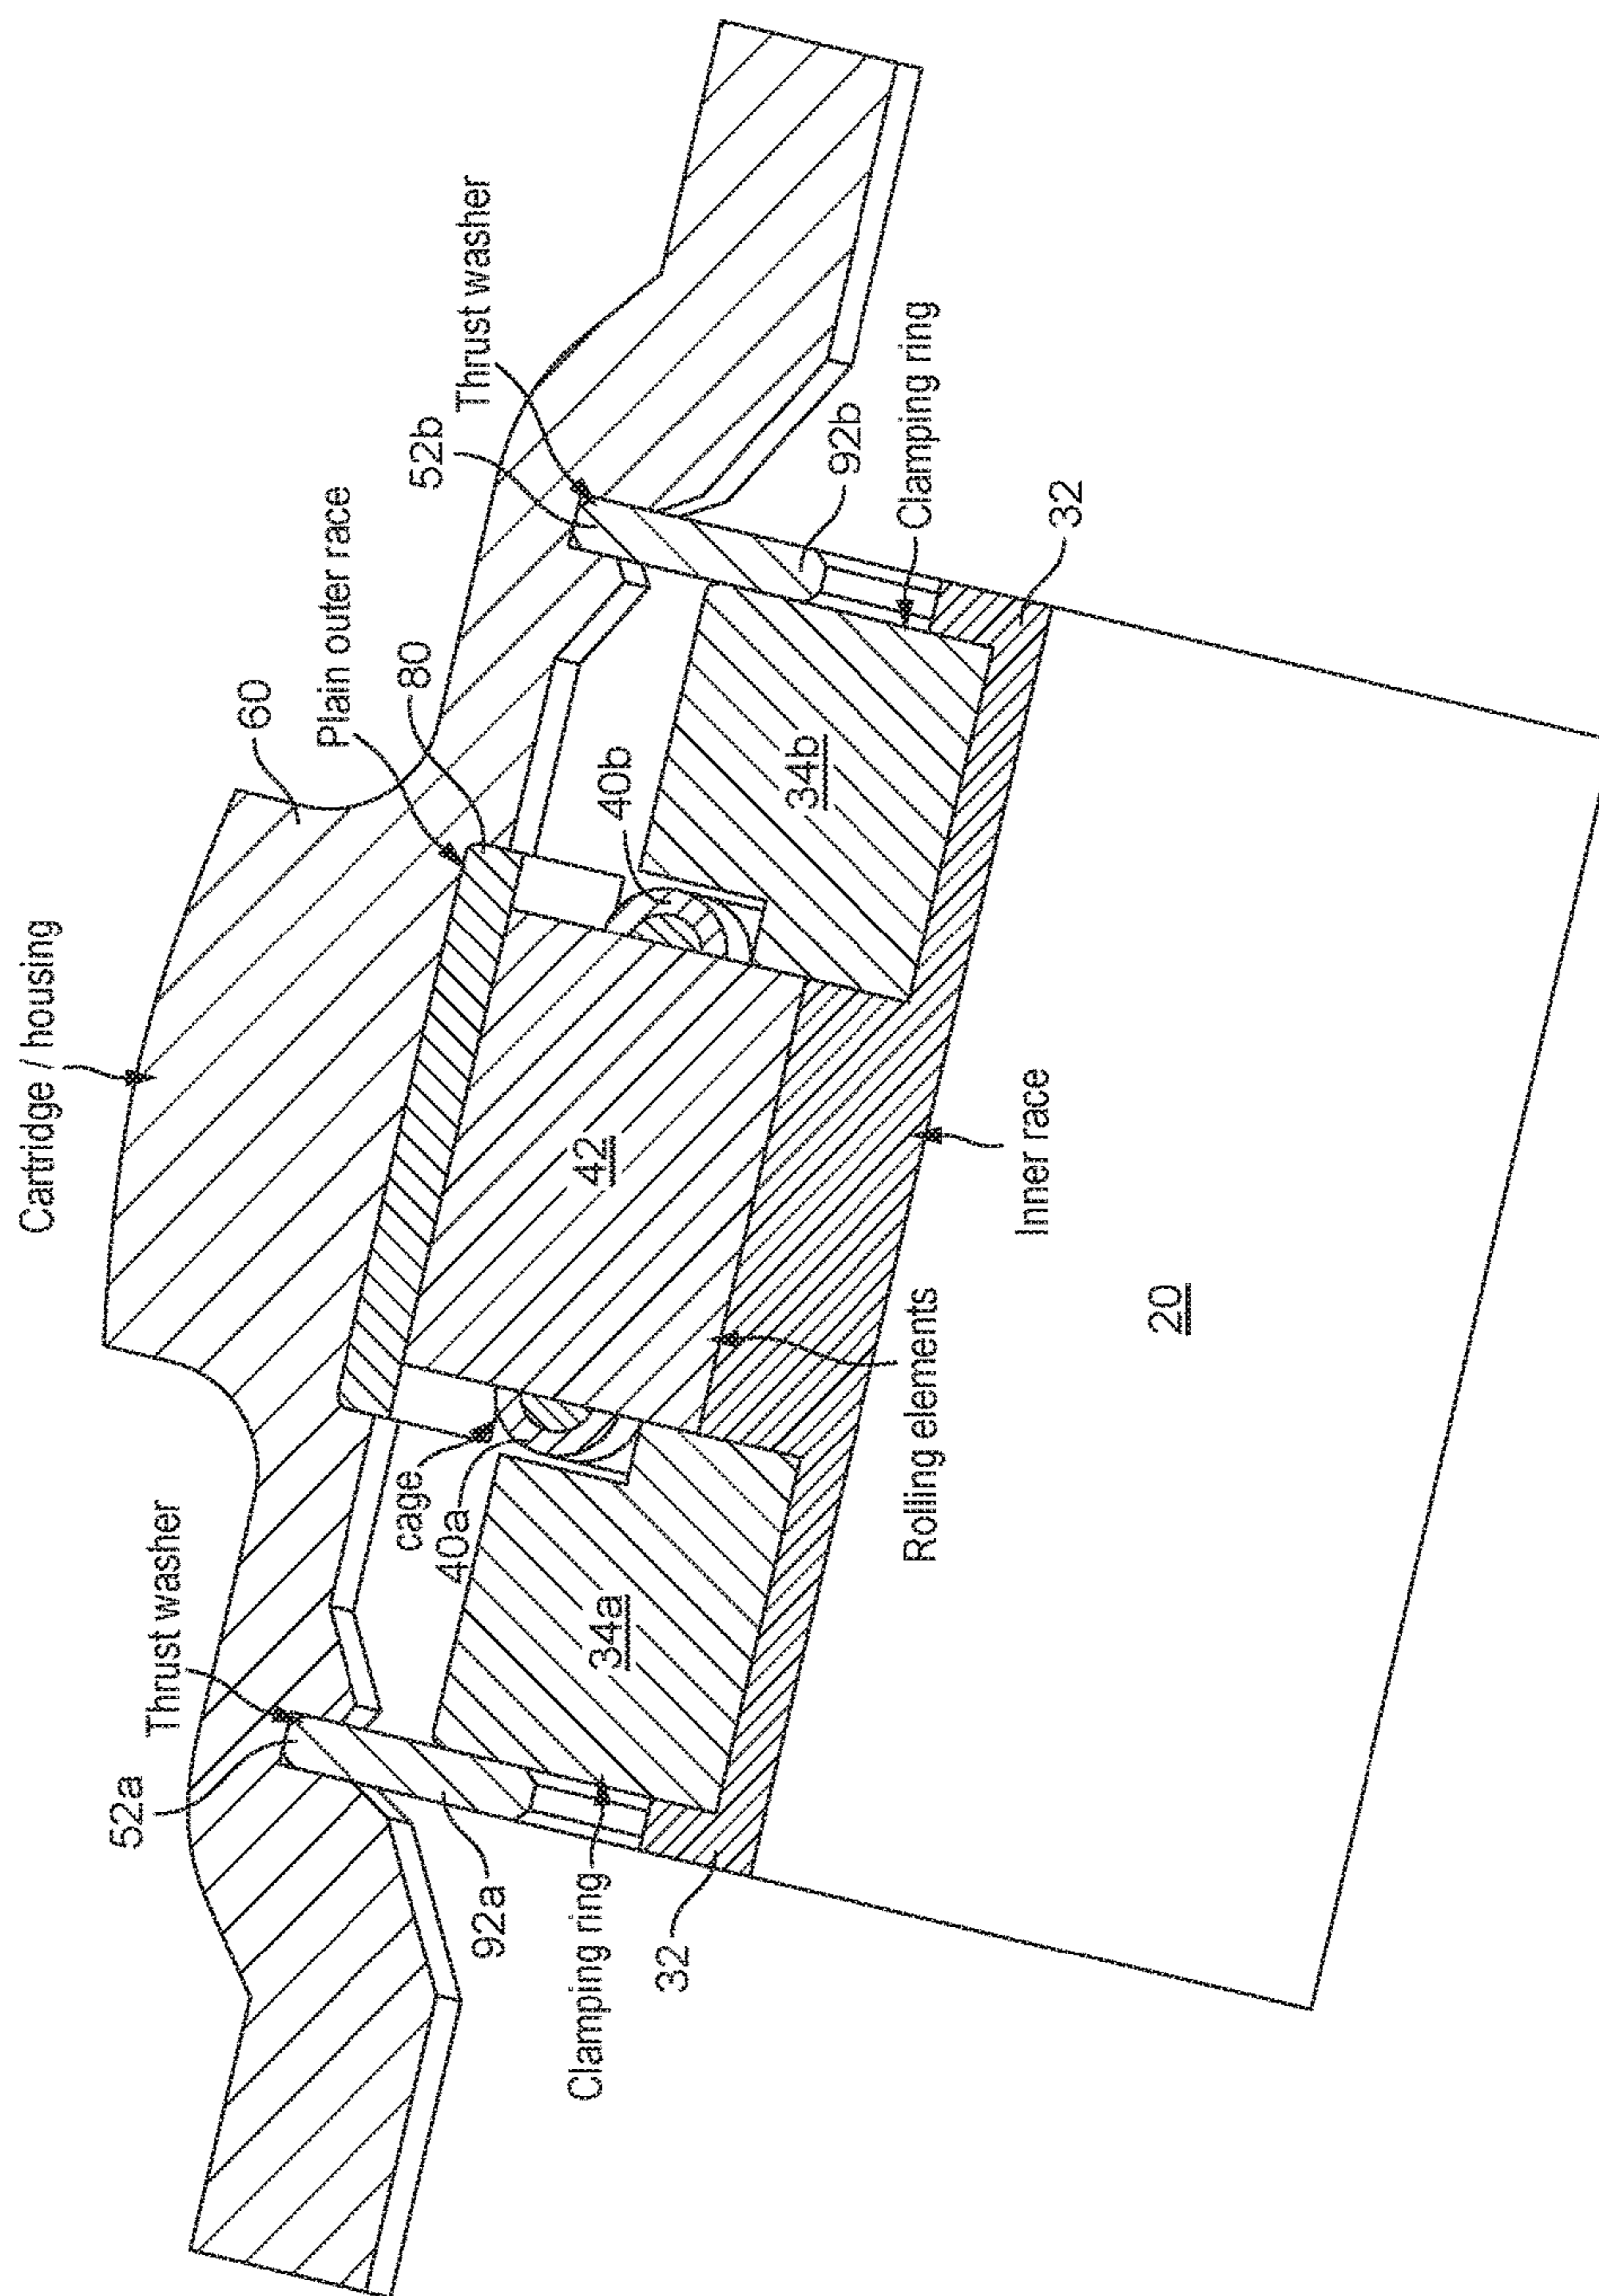 Cartridge / housing
60
Plain outer race
80
Thrust washer
52b
92b
Clamping ring
32
40b
34b
42
Inner race
Rolling elements
20
cage
40a
34a
Thrust washer
52a
92a
Clamping ring
32